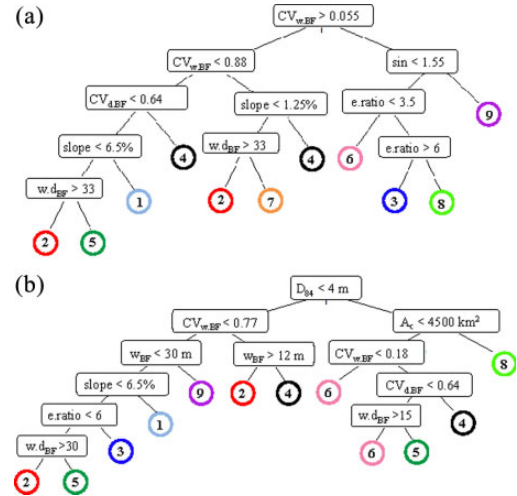 (a)
CVw.BF > 0.055
CVw.BF < 0.88
sin < 1.55
CVd.BF < 0.64
slope < 1.25%
e.ratio < 3.5
9
slope < 6.5%
4
w.dBF > 33
4
6
e.ratio > 6
w.dBF > 33
1
2
7
3
8
2
5
(b)
D84 < 4 m
CVw.BF < 0.77
Ac < 4500 km²
wBF < 30 m
wBF > 12 m
CVw.BF < 0.18
8
slope < 6.5%
9
2
4
6
CVd.BF < 0.64
e.ratio < 6
1
w.dBF >15
4
w.dBF >30
3
6
5
2
5